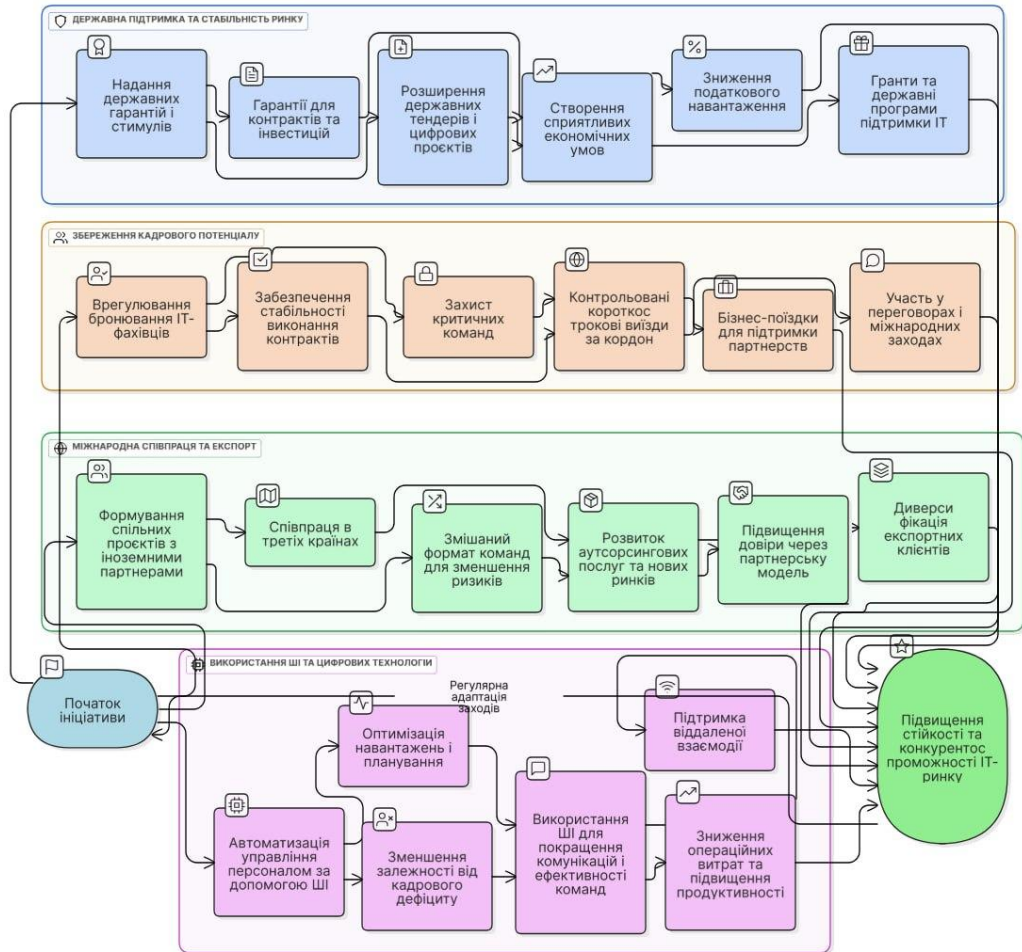 ДЕРЖАВНА ПІДТРИМКА ТА СТАБІЛЬНІСТЬ РИНКУ
Надання
державних
гарантій і
стимулів
Гарантії для
контрактів та
інвестицій
Розширення
державних
тендерів і
цифрових
проєктів
Створення
сприятливих
економічних
умов
Зниження
податкового
навантаження
Гранти та
державні
програми
підтримки ІТ
ЗБЕРЕЖЕННЯ КАДРОВОГО ПОТЕНЦІАЛУ
Врегулювання
бронювання ІТ-
фахівців
Забезпечення
стабільності
виконання
контрактів
Захист
критичних
команд
Контрольовані
короткос
трокові виїзди
за кордон
Бізнес-поїздки
для підтримки
партнерств
Участь у
переговорах і
міжнародних
заходах
МІЖНАРОДНА СПІВПРАЦЯ ТА ЕКСПОРТ
Формування
спільних
проєктів з
іноземними
партнерами
Співпраця в
третіх країнах
Змішаний
формат команд
для зменшення
ризиків
Розвиток
аутсорсингових
послуг та нових
ринків
Підвищення
довіри через
партнерську
модель
Диверси
фікація
експортних
клієнтів
Початок
ініціативи
ВИКОРИСТАННЯ ШІ ТА ЦИФРОВИХ ТЕХНОЛОГІЙ
Регулярна
адаптація
заходів
Оптимізація
навантажень і
планування
Підтримка
віддаленої
взаємодії
Автоматизація
управління
персоналом за
допомогою ШІ
Зменшення
залежності від
кадрового
дефіциту
Використання
ШІ для
покращення
комунікацій і
ефективності
команд
Зниження
операційних
витрат та
підвищення
продуктивності
Підвищення
стійкості та
конкурентос
проможності ІТ-
ринку